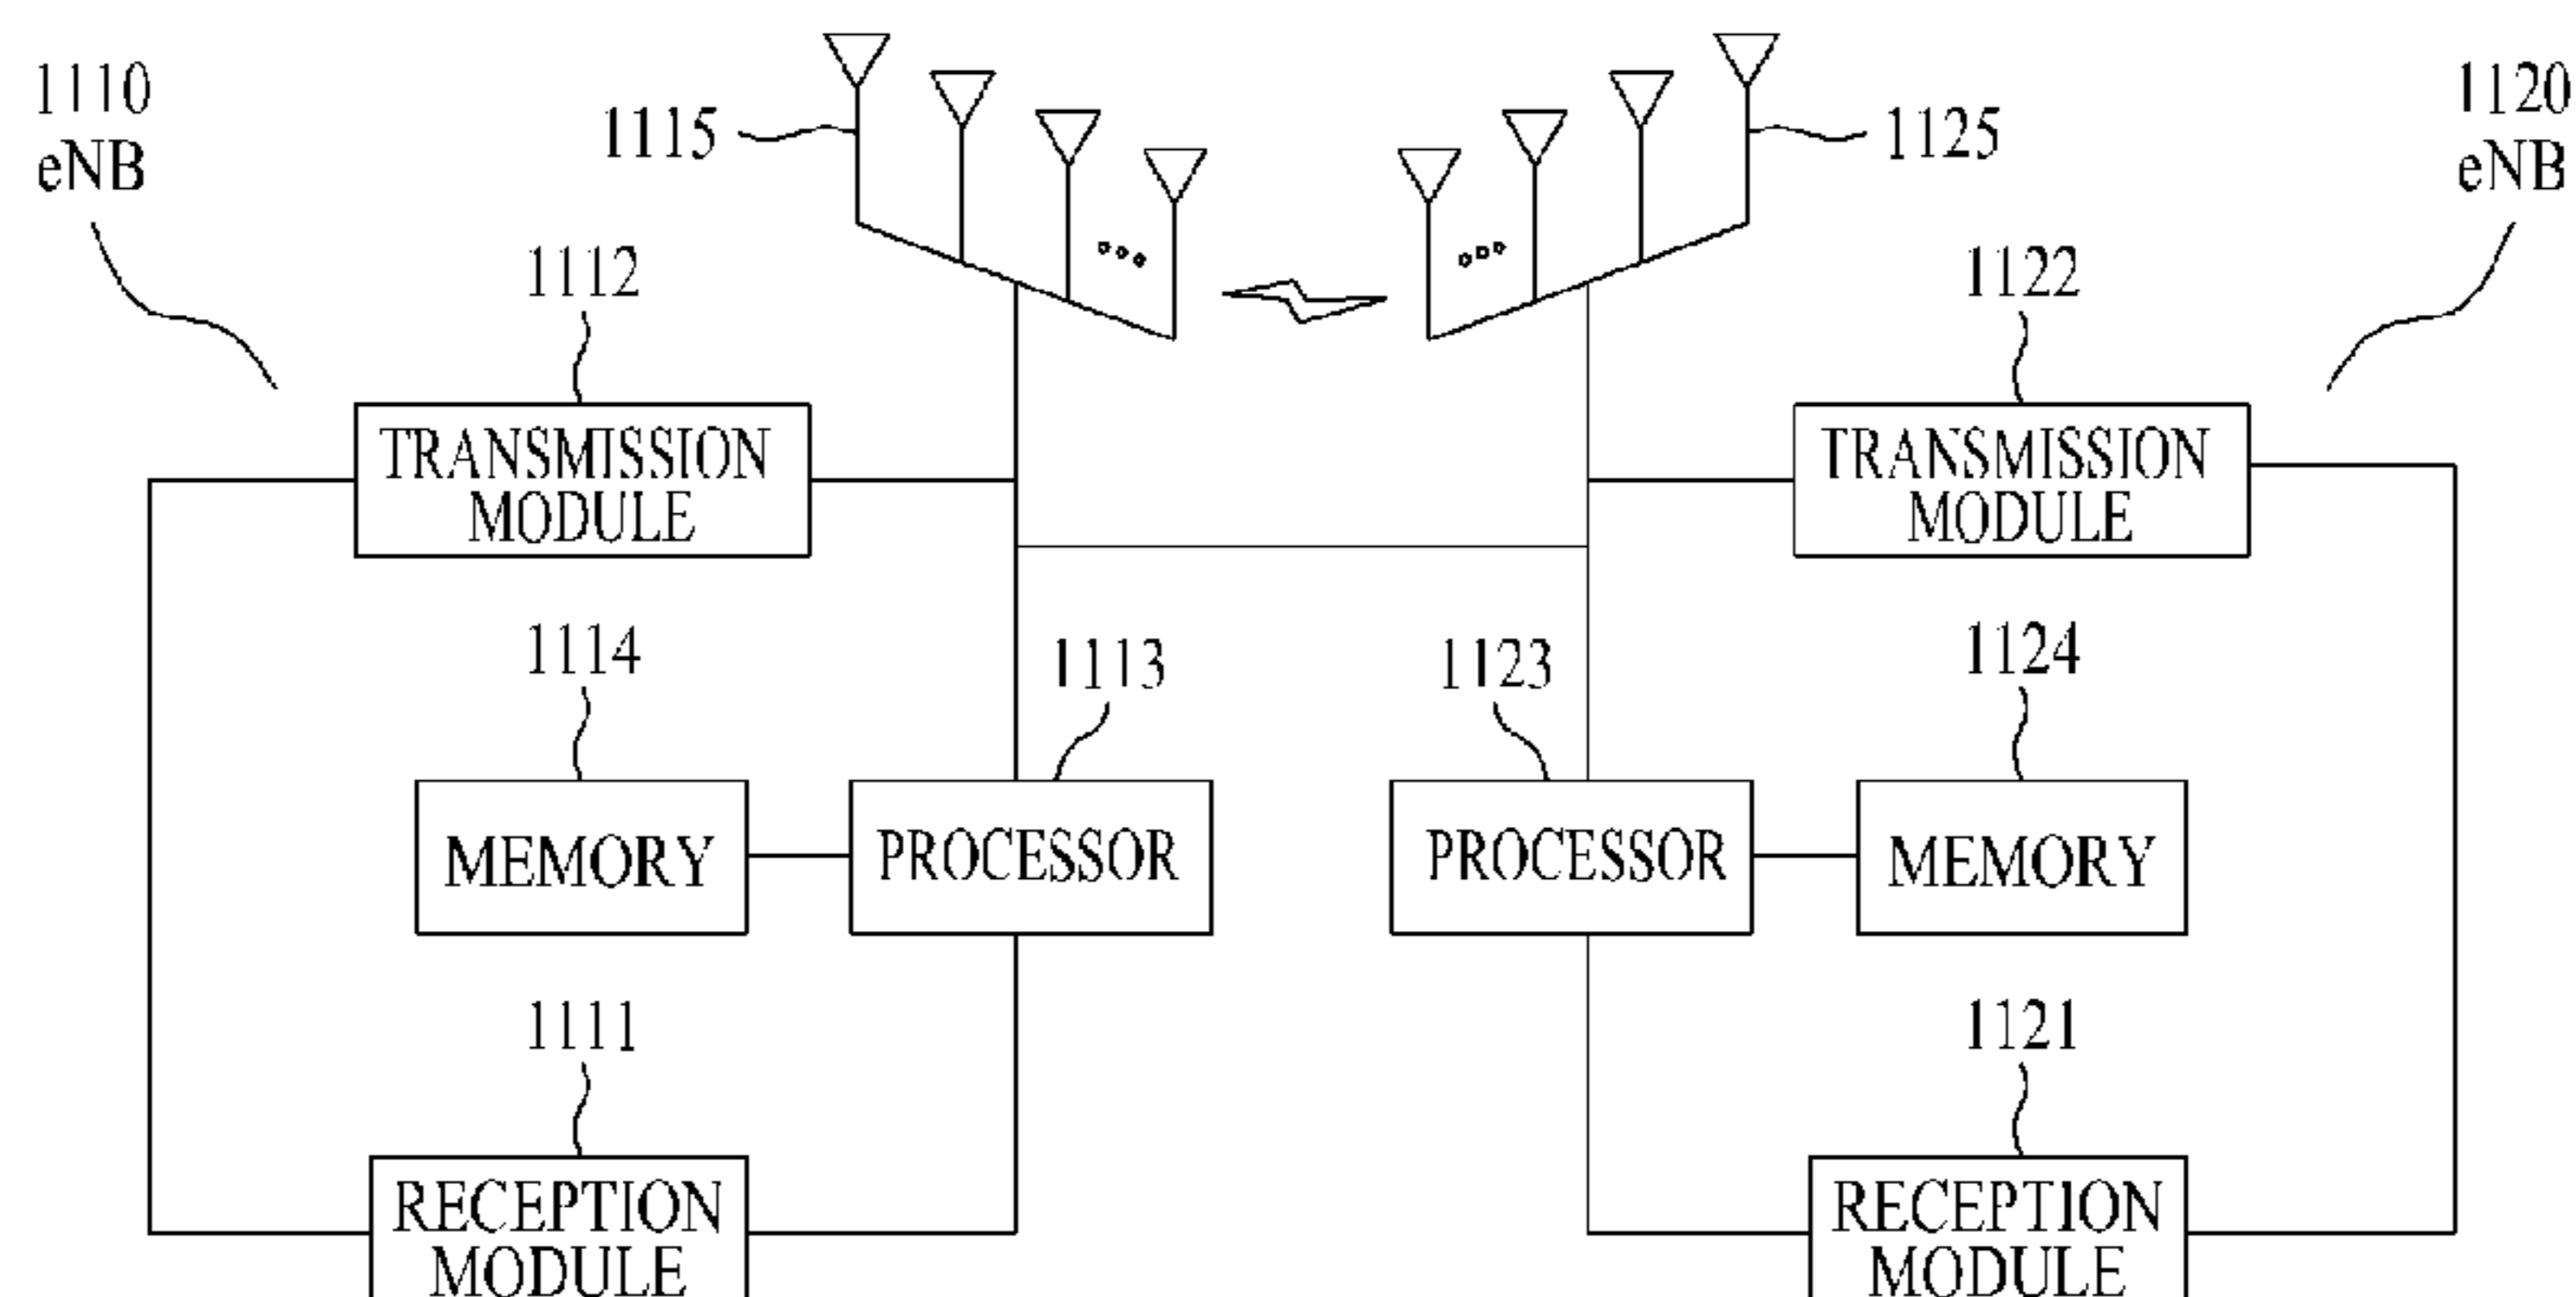 1110
eNB
1115
1125
1120
eNB
1112
1122
TRANSMISSION
MODULE
TRANSMISSION
MODULE
1114
1113
1123
1124
MEMORY
PROCESSOR
PROCESSOR
MEMORY
1111
1121
RECEPTION
MODULE
RECEPTION
MODULE